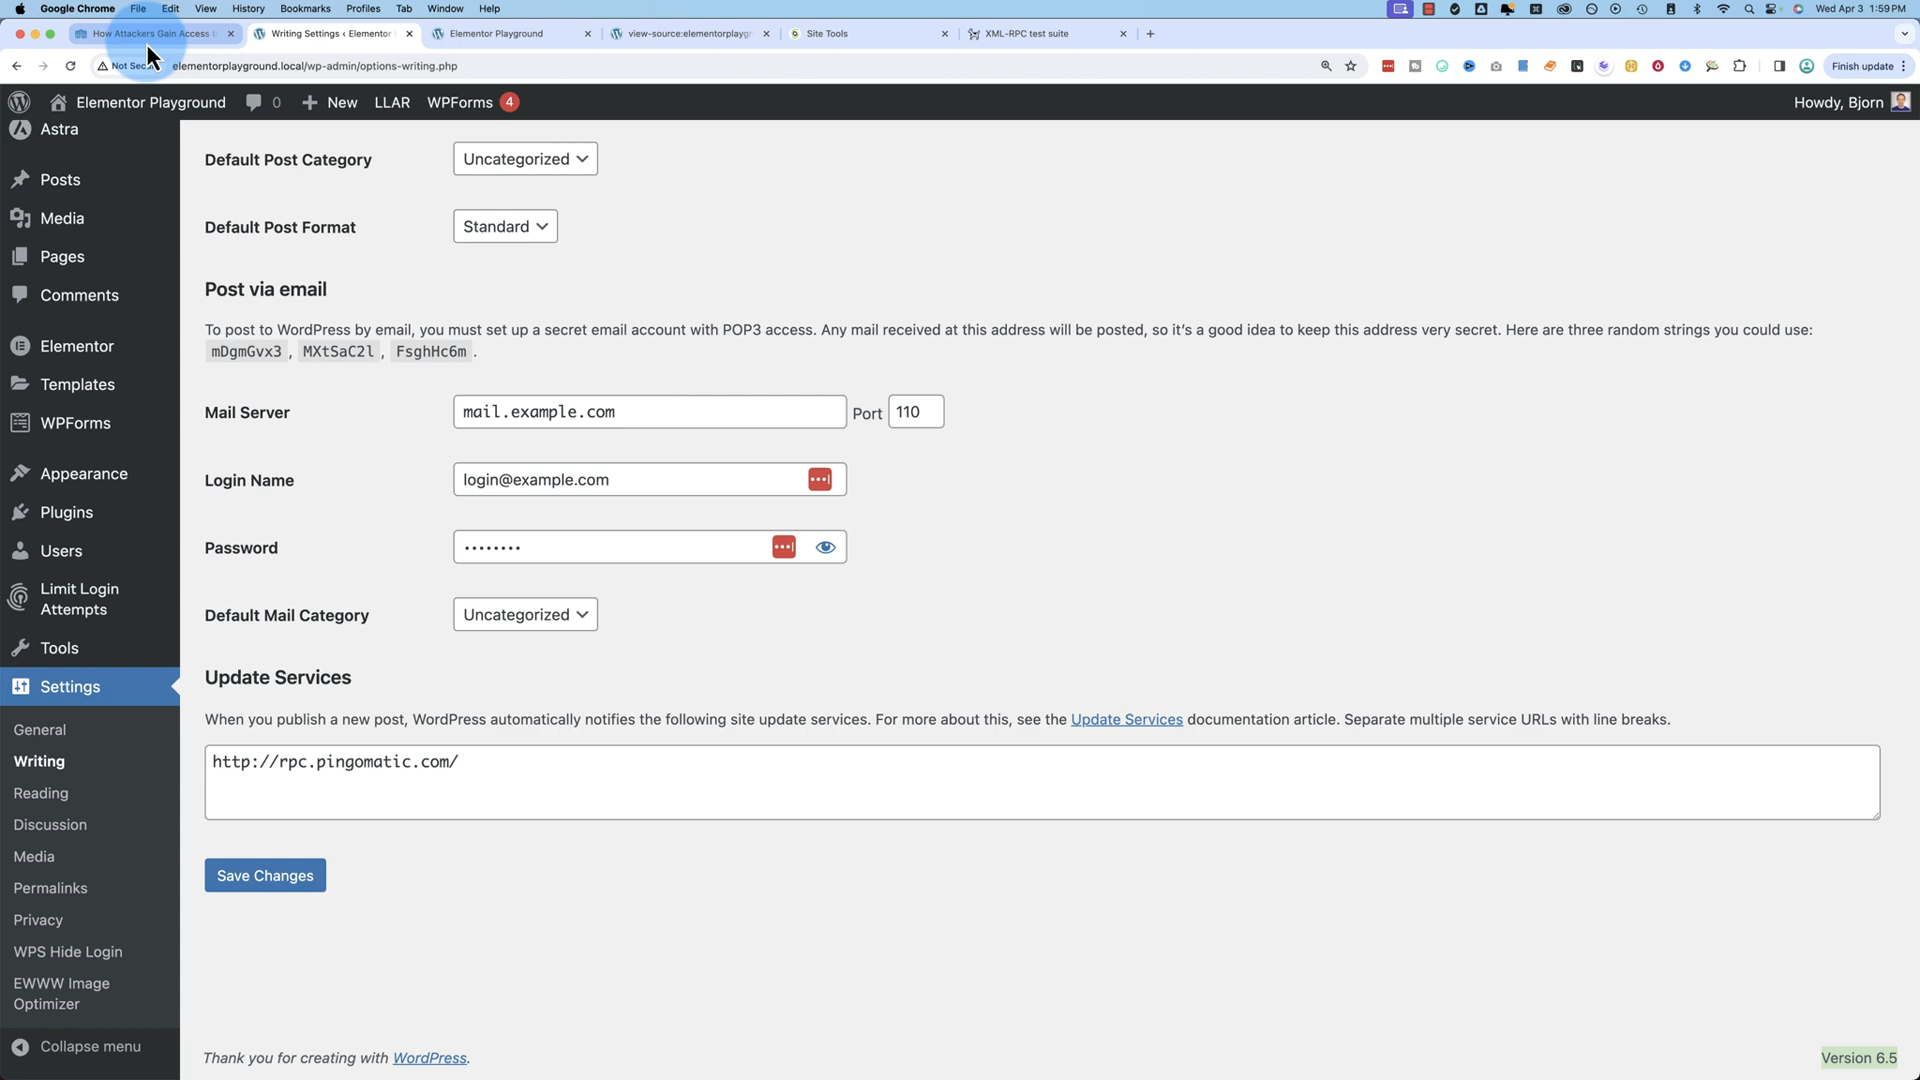 Google Chrome File Edit View History Bookmarks Profiles Tab Window Help Wed Apr 3 1:59 PM
How Attackers Gain Access t Writing Settings ‹ Elementor Elementor Playground view-source:elementorplaygr Site Tools XML-RPC test suite
Not Sec elementorplayground.local/wp-admin/options-writing.php Finish update
Elementor Playground 0 New LLAR WPForms 4 Howdy, Bjorn
Astra
Posts
Media
Pages
Comments
Elementor
Templates
WPForms
Appearance
Plugins
Users
Limit Login
Attempts
Tools
Settings
General
Writing
Reading
Discussion
Media
Permalinks
Privacy
WPS Hide Login
EWWW Image
Optimizer
Collapse menu
Default Post Category Uncategorized
Default Post Format Standard
Post via email
To post to WordPress by email, you must set up a secret email account with POP3 access. Any mail received at this address will be posted, so it’s a good idea to keep this address very secret. Here are three random strings you could use:
mDgmGvx3 , MXtSaC2l , FsghHc6m .
Mail Server mail.example.com Port 110
Login Name login@example.com
Password ••••••••
Default Mail Category Uncategorized
Update Services
When you publish a new post, WordPress automatically notifies the following site update services. For more about this, see the Update Services documentation article. Separate multiple service URLs with line breaks.
http://rpc.pingomatic.com/
Save Changes
Thank you for creating with WordPress. Version 6.5